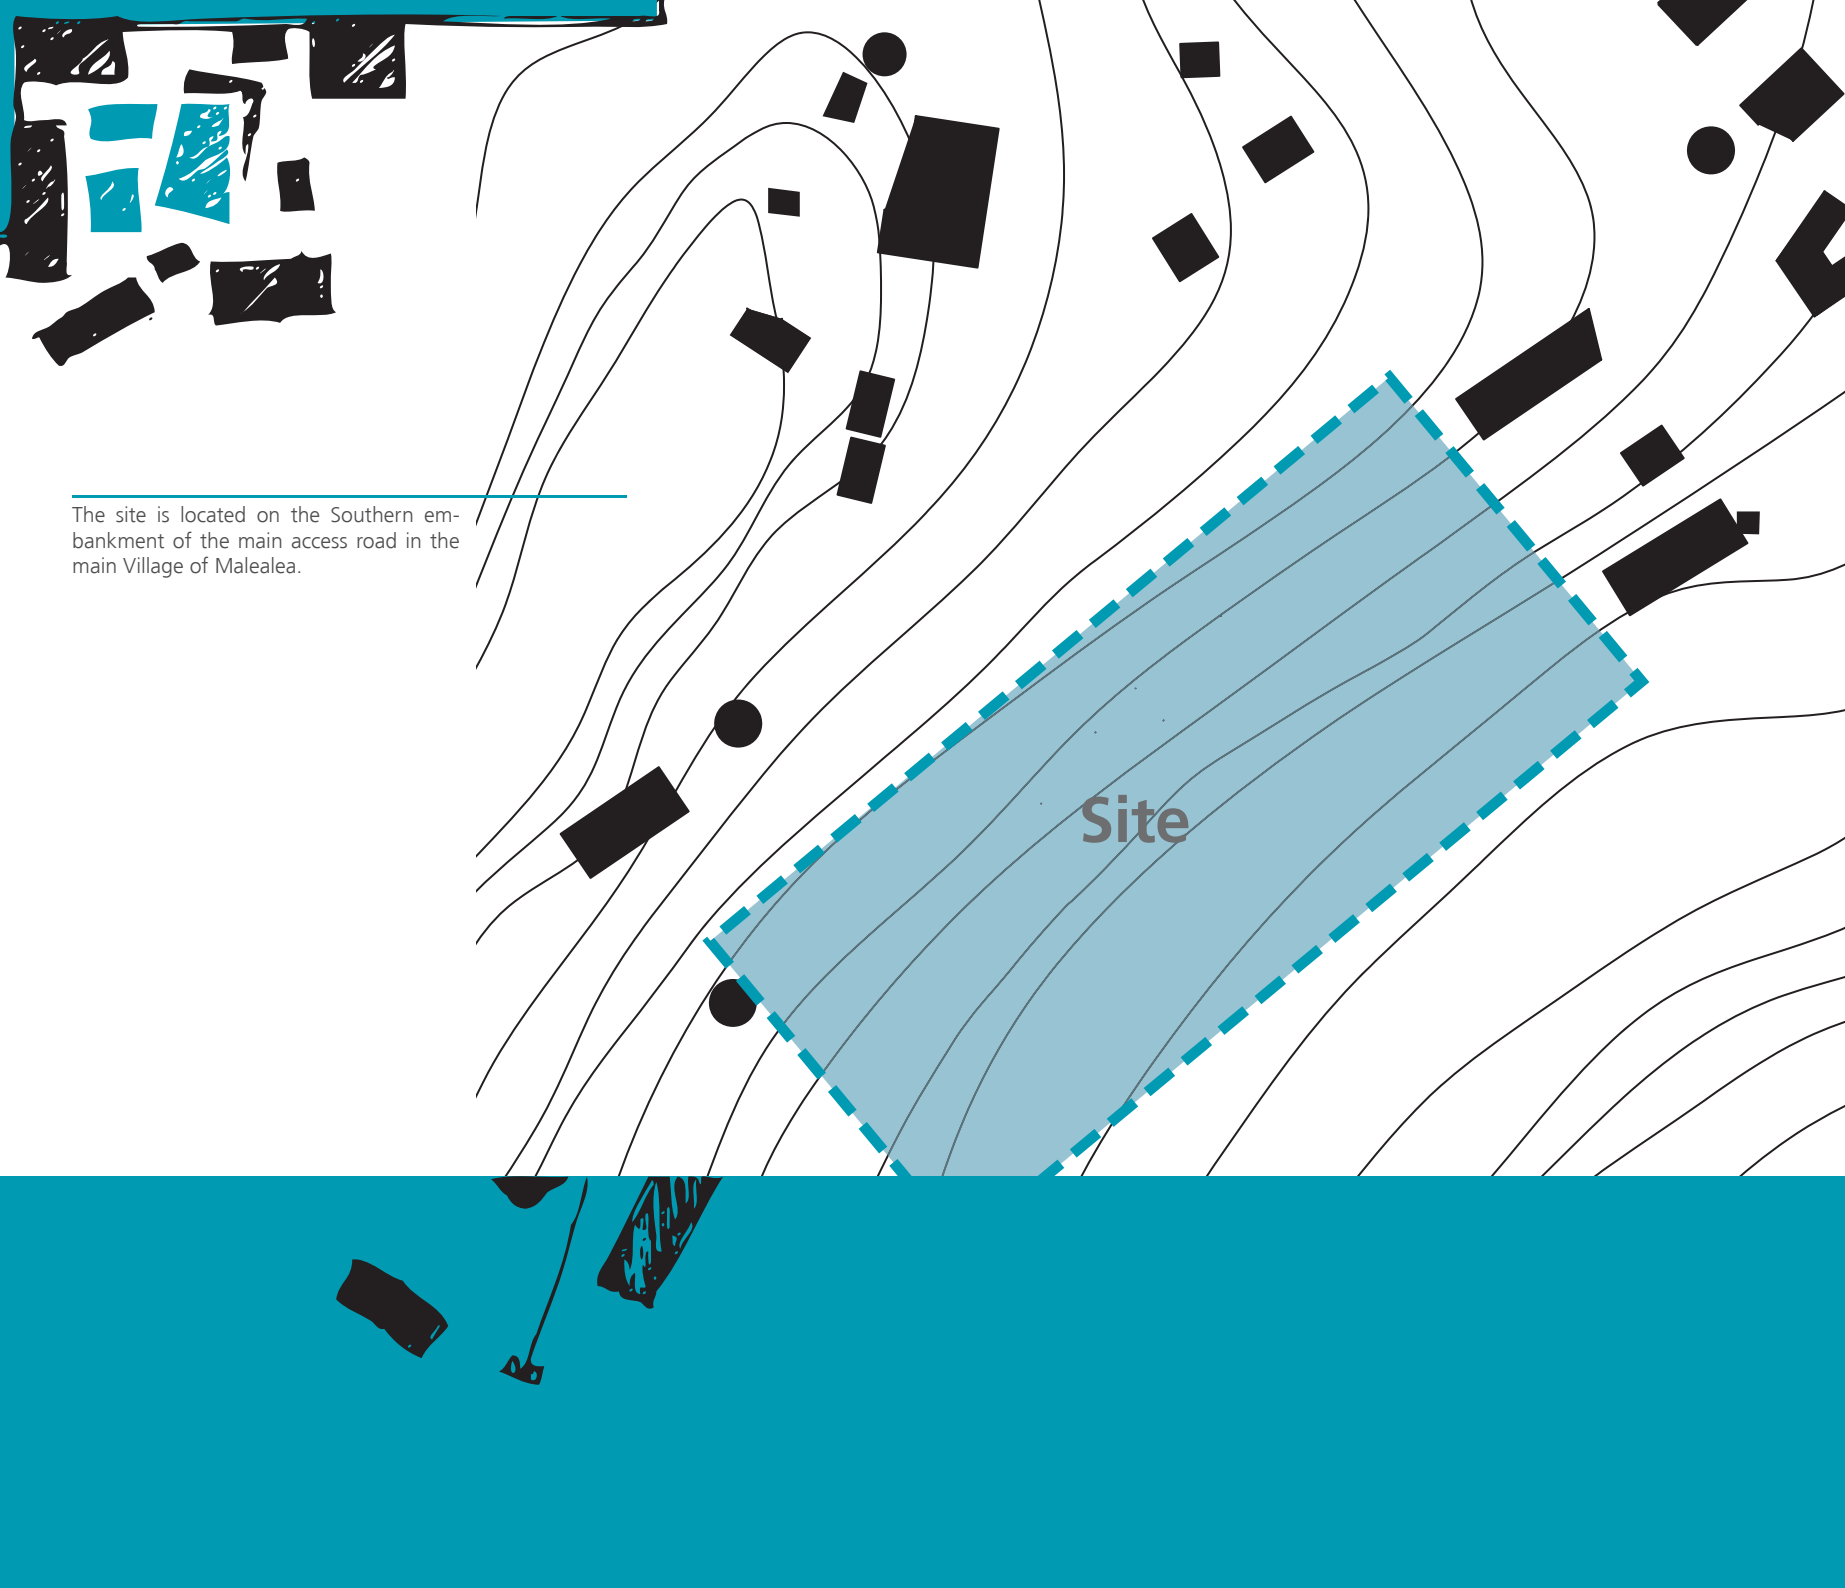 The site is located on the Southern em-
bankment of the main access road in the
main Village of Malealea.
Site